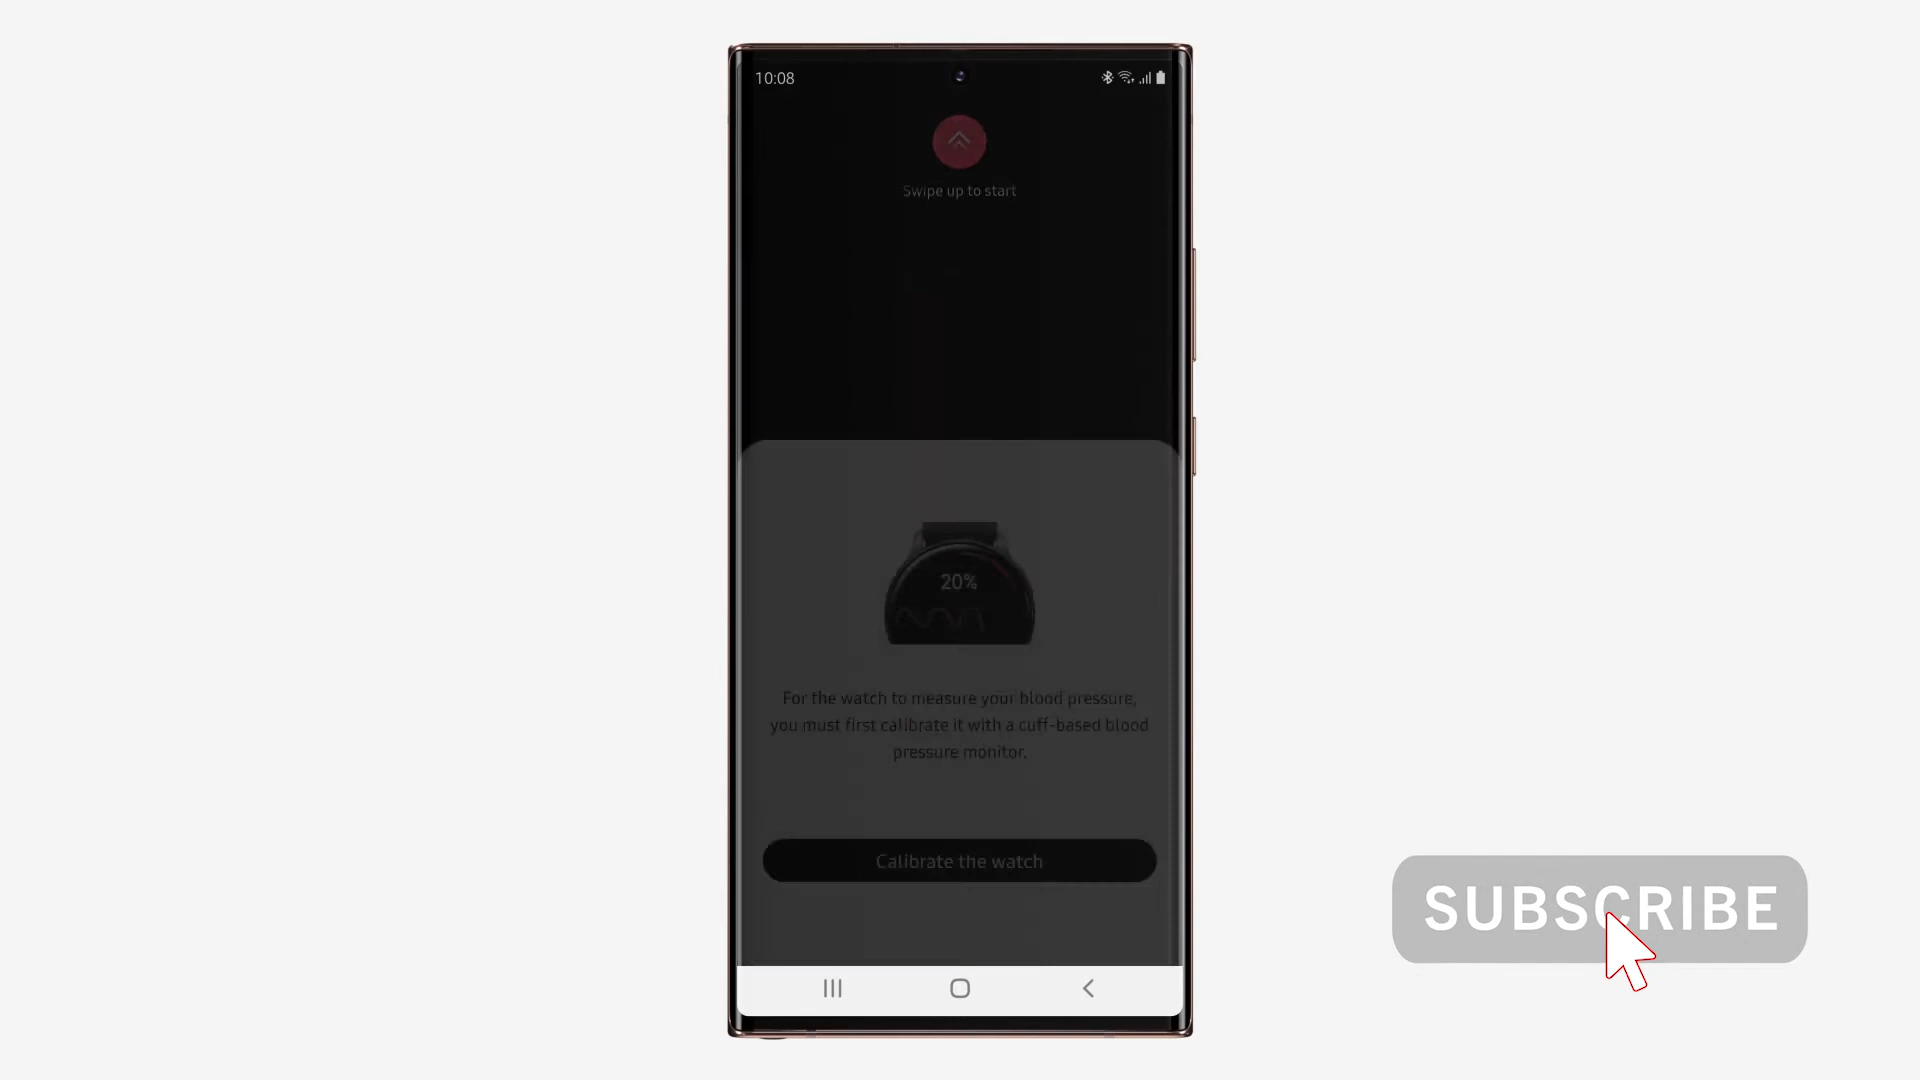 10:08
Swipe up to start
20%
For the watch to measure your blood pressure,
you must first calibrate it with a cuff-based blood
pressure monitor.
Calibrate the watch
SUBSCRIBE